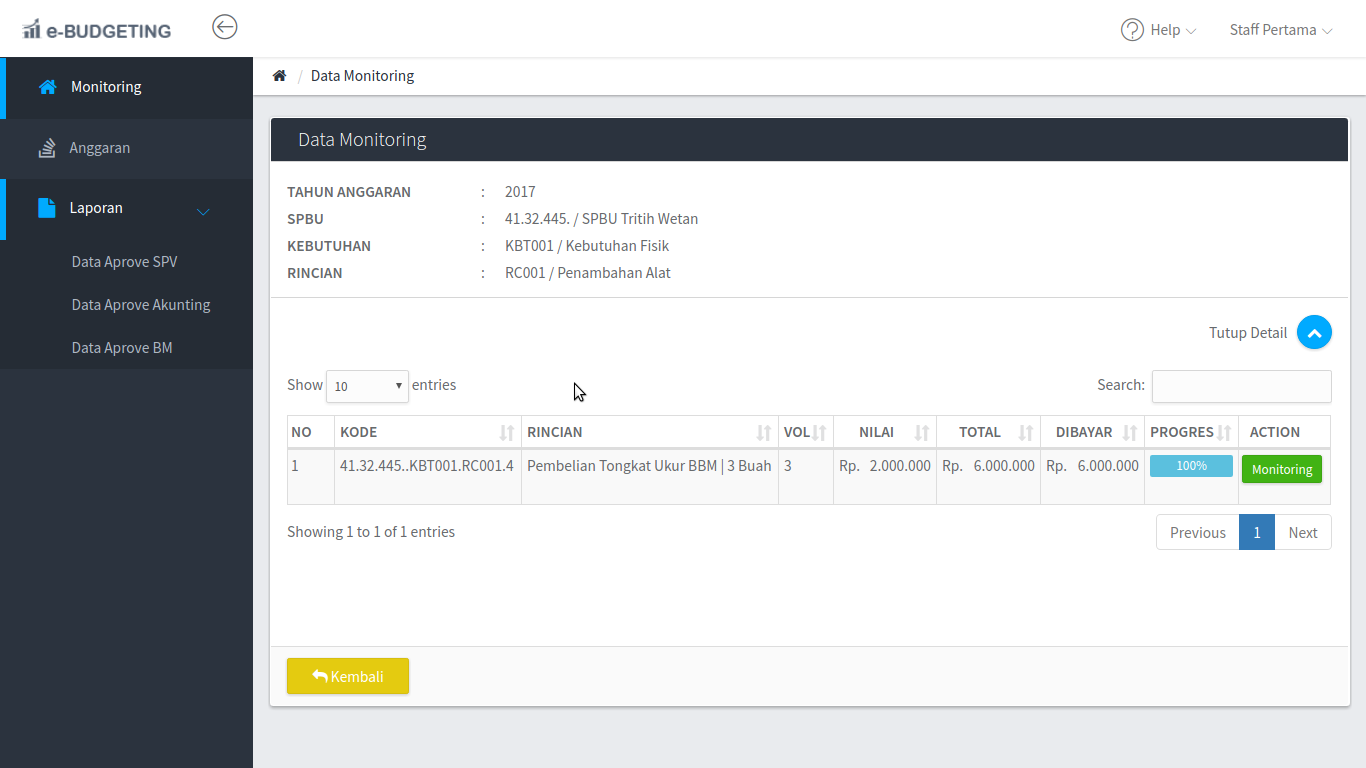 e-BUDGETING
Help
Staff Pertama
Monitoring
Anggaran
Laporan
Data Aprove SPV
Data Aprove Akunting
Data Aprove BM
/ Data Monitoring
Data Monitoring
TAHUN ANGGARAN : 2017
SPBU : 41.32.445. / SPBU Tritih Wetan
KEBUTUHAN : KBT001 / Kebutuhan Fisik
RINCIAN : RC001 / Penambahan Alat
Tutup Detail
Show 10 entries
Search:
NO KODE RINCIAN VOL NILAI TOTAL DIBAYAR PROGRES ACTION
1 41.32.445..KBT001.RC001.4 Pembelian Tongkat Ukur BBM | 3 Buah 3 Rp. 2.000.000 Rp. 6.000.000 Rp. 6.000.000 100% Monitoring
Showing 1 to 1 of 1 entries
Previous 1 Next
Kembali